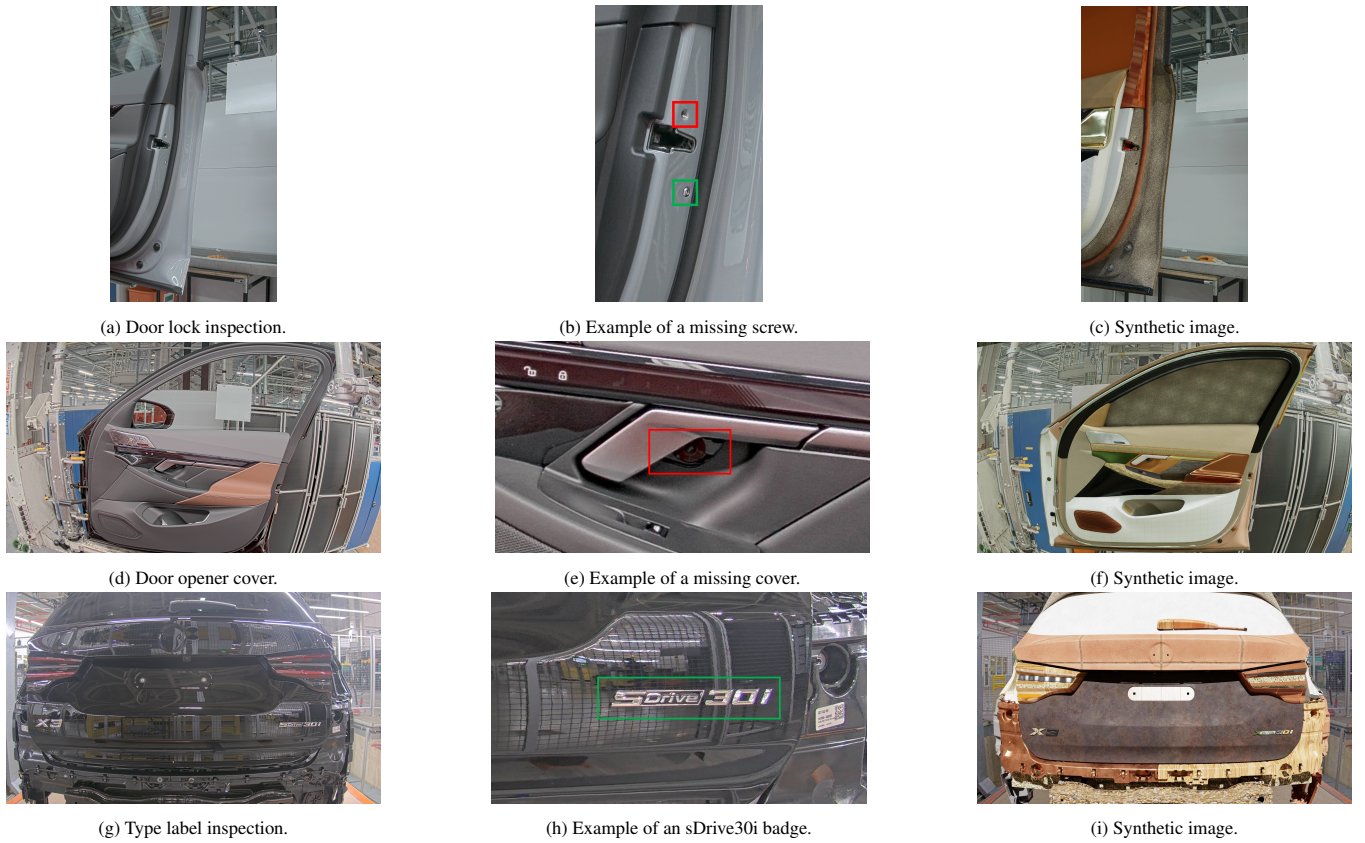 (a) Door lock inspection.
(b) Example of a missing screw.
(c) Synthetic image.
(d) Door opener cover.
(e) Example of a missing cover.
(f) Synthetic image.
X3
sDrive30i
sDrive30i
X3
30i
(g) Type label inspection.
(h) Example of an sDrive30i badge.
(i) Synthetic image.